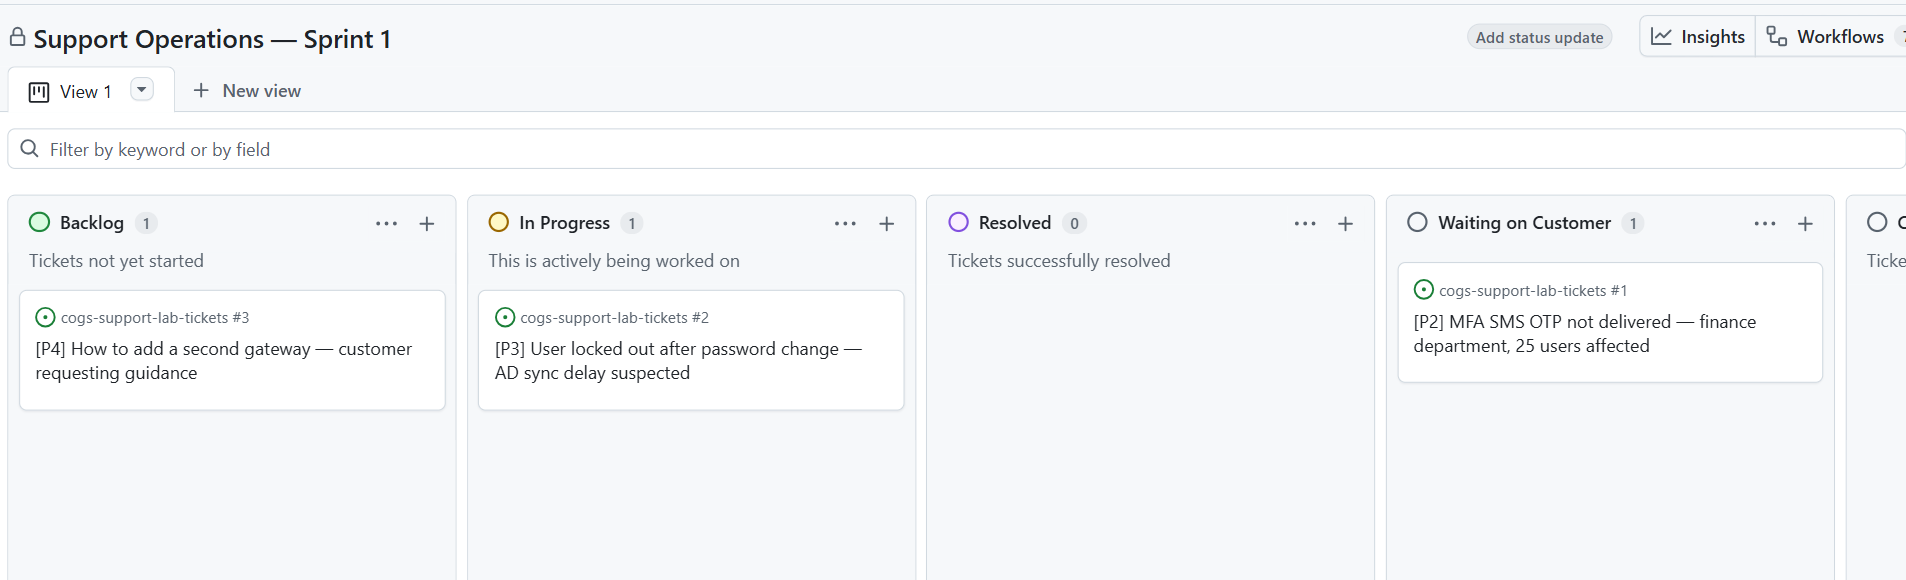 Support Operations — Sprint 1
Add status update
Insights
Workflows
View 1
New view
Filter by keyword or by field
Backlog 1
Tickets not yet started
cogs-support-lab-tickets #3
[P4] How to add a second gateway — customer
requesting guidance
In Progress 1
This is actively being worked on
cogs-support-lab-tickets #2
[P3] User locked out after password change —
AD sync delay suspected
Resolved 0
Tickets successfully resolved
Waiting on Customer 1
cogs-support-lab-tickets #1
[P2] MFA SMS OTP not delivered — finance
department, 25 users affected